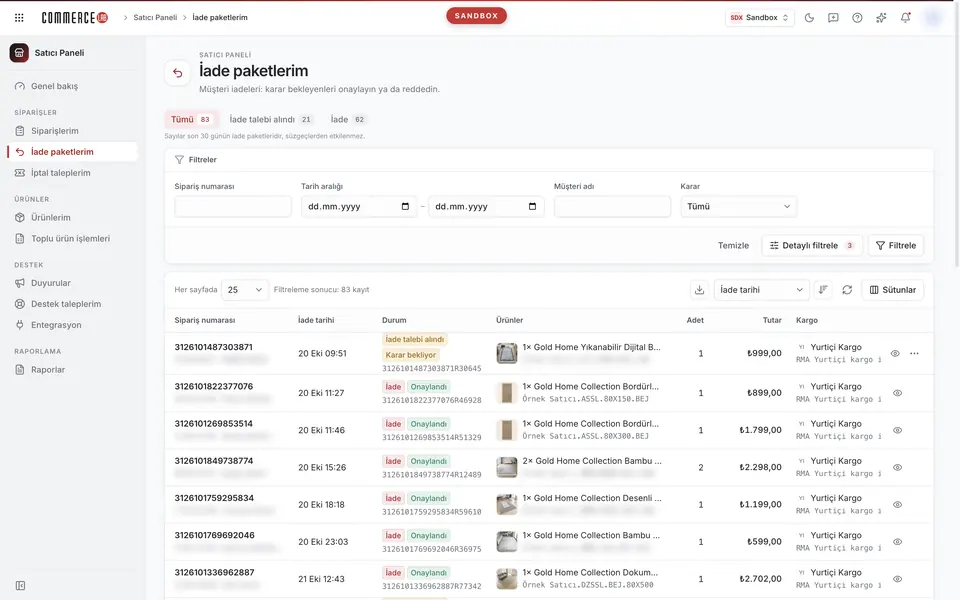 COMMERCE
Satıcı Paneli
İade paketlerim
SANDBOX
SDX Sandbox
Satıcı Paneli
Genel bakış
SİPARİŞLER
Siparişlerim
İade paketlerim
İptal taleplerim
ÜRÜNLER
Ürünlerim
Toplu ürün işlemleri
DESTEK
Duyurular
Destek taleplerim
Entegrasyon
RAPORLAMA
Raporlar
SATICI PANELİ
İade paketlerim
Müşteri iadeleri: karar bekleyenleri onaylayın ya da reddedin.
Tümü 83
İade talebi alındı 21
İade 62
Sayılar son 30 günün iade paketleridir, süzgeçlerden etkilenmez.
Filtreler
Sipariş numarası
Tarih aralığı
Müşteri adı
Karar
dd.mm.yyyy – dd.mm.yyyy
Tümü
Temizle
Detaylı filtrele 3
Filtrele
Her sayfada 25 Filtreleme sonucu: 83 kayıt
İade tarihi
Sütunlar
Sipariş numarası İade tarihi Durum Ürünler Adet Tutar Kargo
3126101487303871 20 Eki 09:51 İade talebi alındı Karar bekliyor 3126101487303871R30645 1× Gold Home Yıkanabilir Dijital B... 1 ₺999,00 Yİ Yurtiçi Kargo RMA Yurtiçi kargo i
3126101822377076 20 Eki 11:27 İade Onaylandı 3126101822377076R46928 1× Gold Home Collection Bordürl... Örnek Satıcı.ASSL.80X150.BEJ 1 ₺899,00 Yİ Yurtiçi Kargo RMA Yurtiçi kargo i
3126101269853514 20 Eki 11:46 İade Onaylandı 3126101269853514R51329 1× Gold Home Collection Bordürl... Örnek Satıcı.ASSL.80X300.BEJ 1 ₺1.799,00 Yİ Yurtiçi Kargo RMA Yurtiçi kargo i
3126101849738774 20 Eki 15:26 İade Onaylandı 3126101849738774R12489 2× Gold Home Collection Bambu ... 2 ₺2.298,00 Yİ Yurtiçi Kargo RMA Yurtiçi kargo i
3126101759295834 20 Eki 18:18 İade Onaylandı 3126101759295834R59610 1× Gold Home Collection Desenli ... 1 ₺1.199,00 Yİ Yurtiçi Kargo RMA Yurtiçi kargo i
3126101769692046 20 Eki 23:03 İade Onaylandı 3126101769692046R36975 1× Gold Home Collection Bambu ... 1 ₺599,00 Yİ Yurtiçi Kargo RMA Yurtiçi kargo i
3126101336962887 21 Eki 12:43 İade Onaylandı 3126101336962887R77342 1× Gold Home Collection Dokum... Örnek Satıcı.DZSSL.BEJ.80X500 1 ₺2.702,00 Yİ Yurtiçi Kargo RMA Yurtiçi kargo i